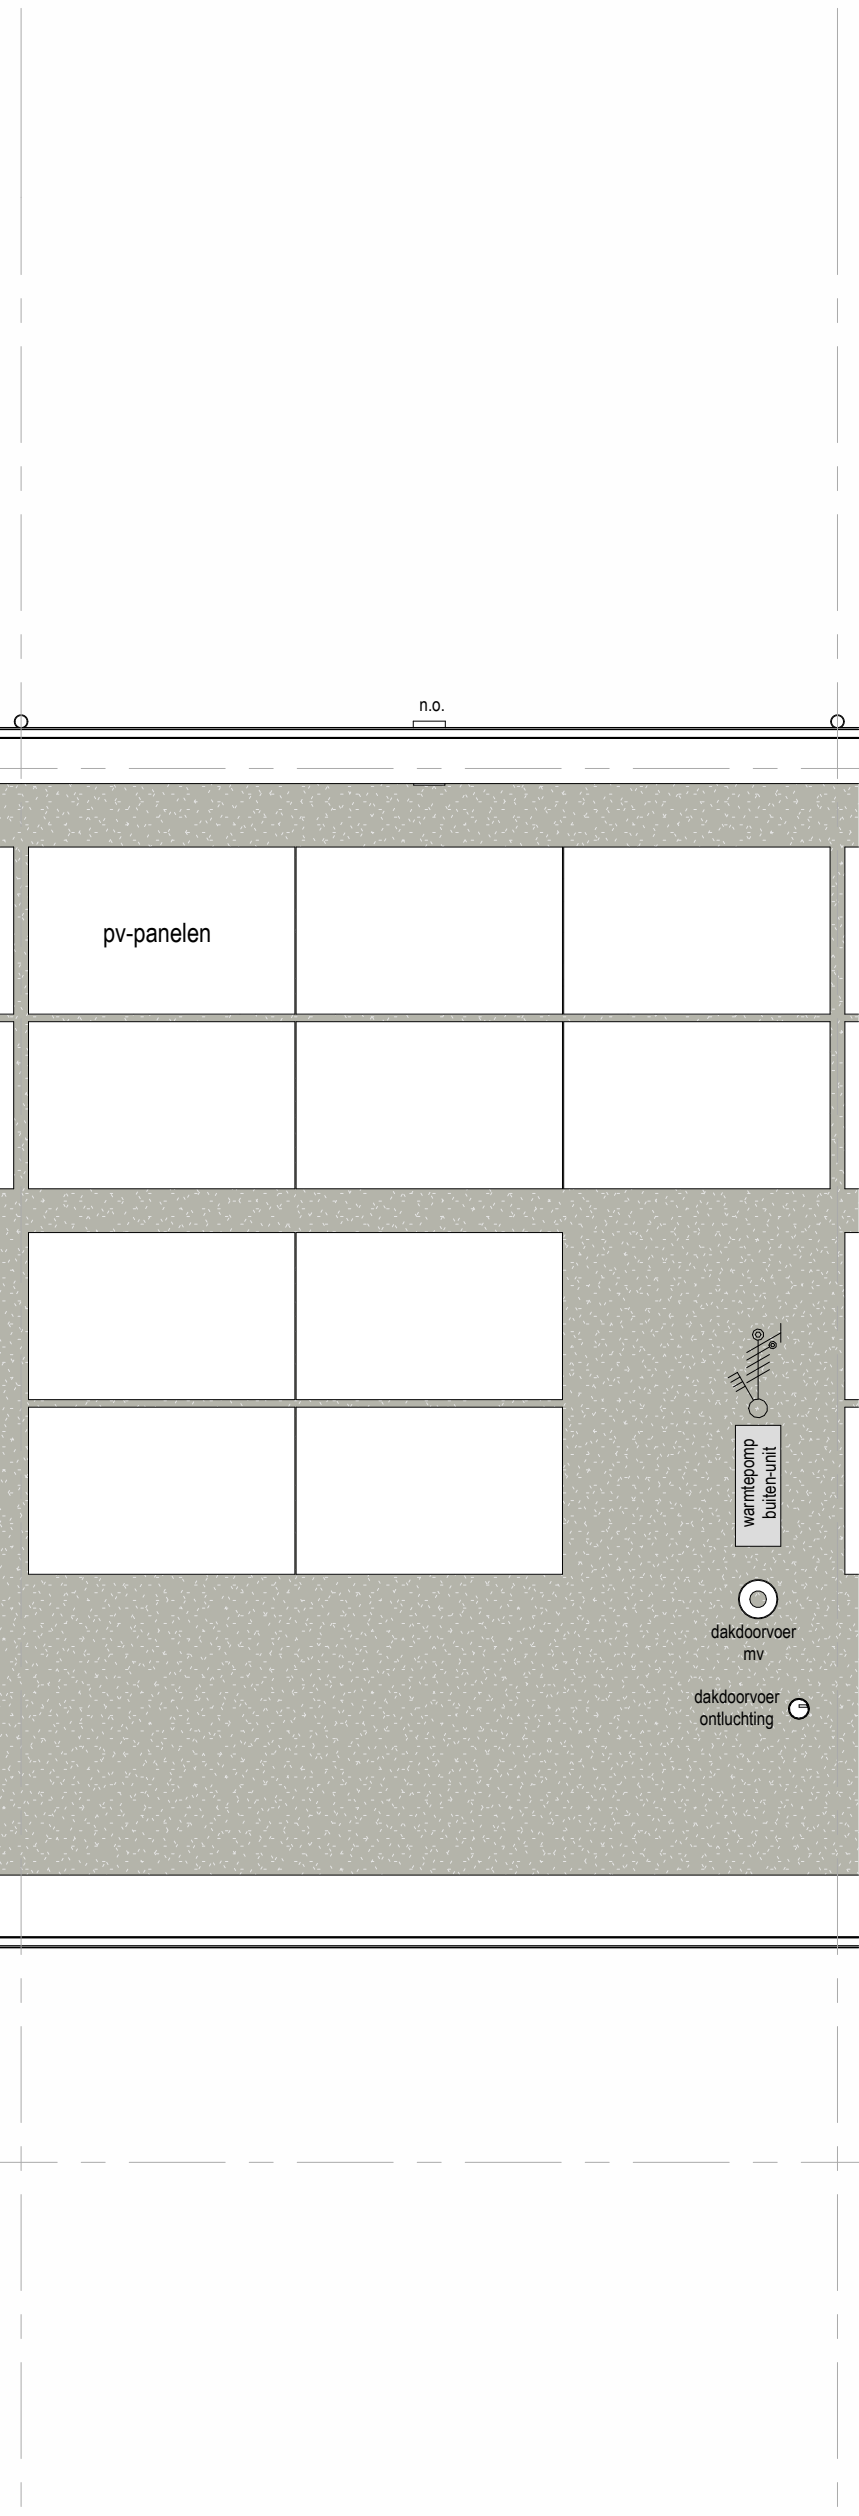 n.o.
pv-panelen
warmtepomp
buiten-unit
dakdoorvoer
mv
dakdoorvoer
ontluchting